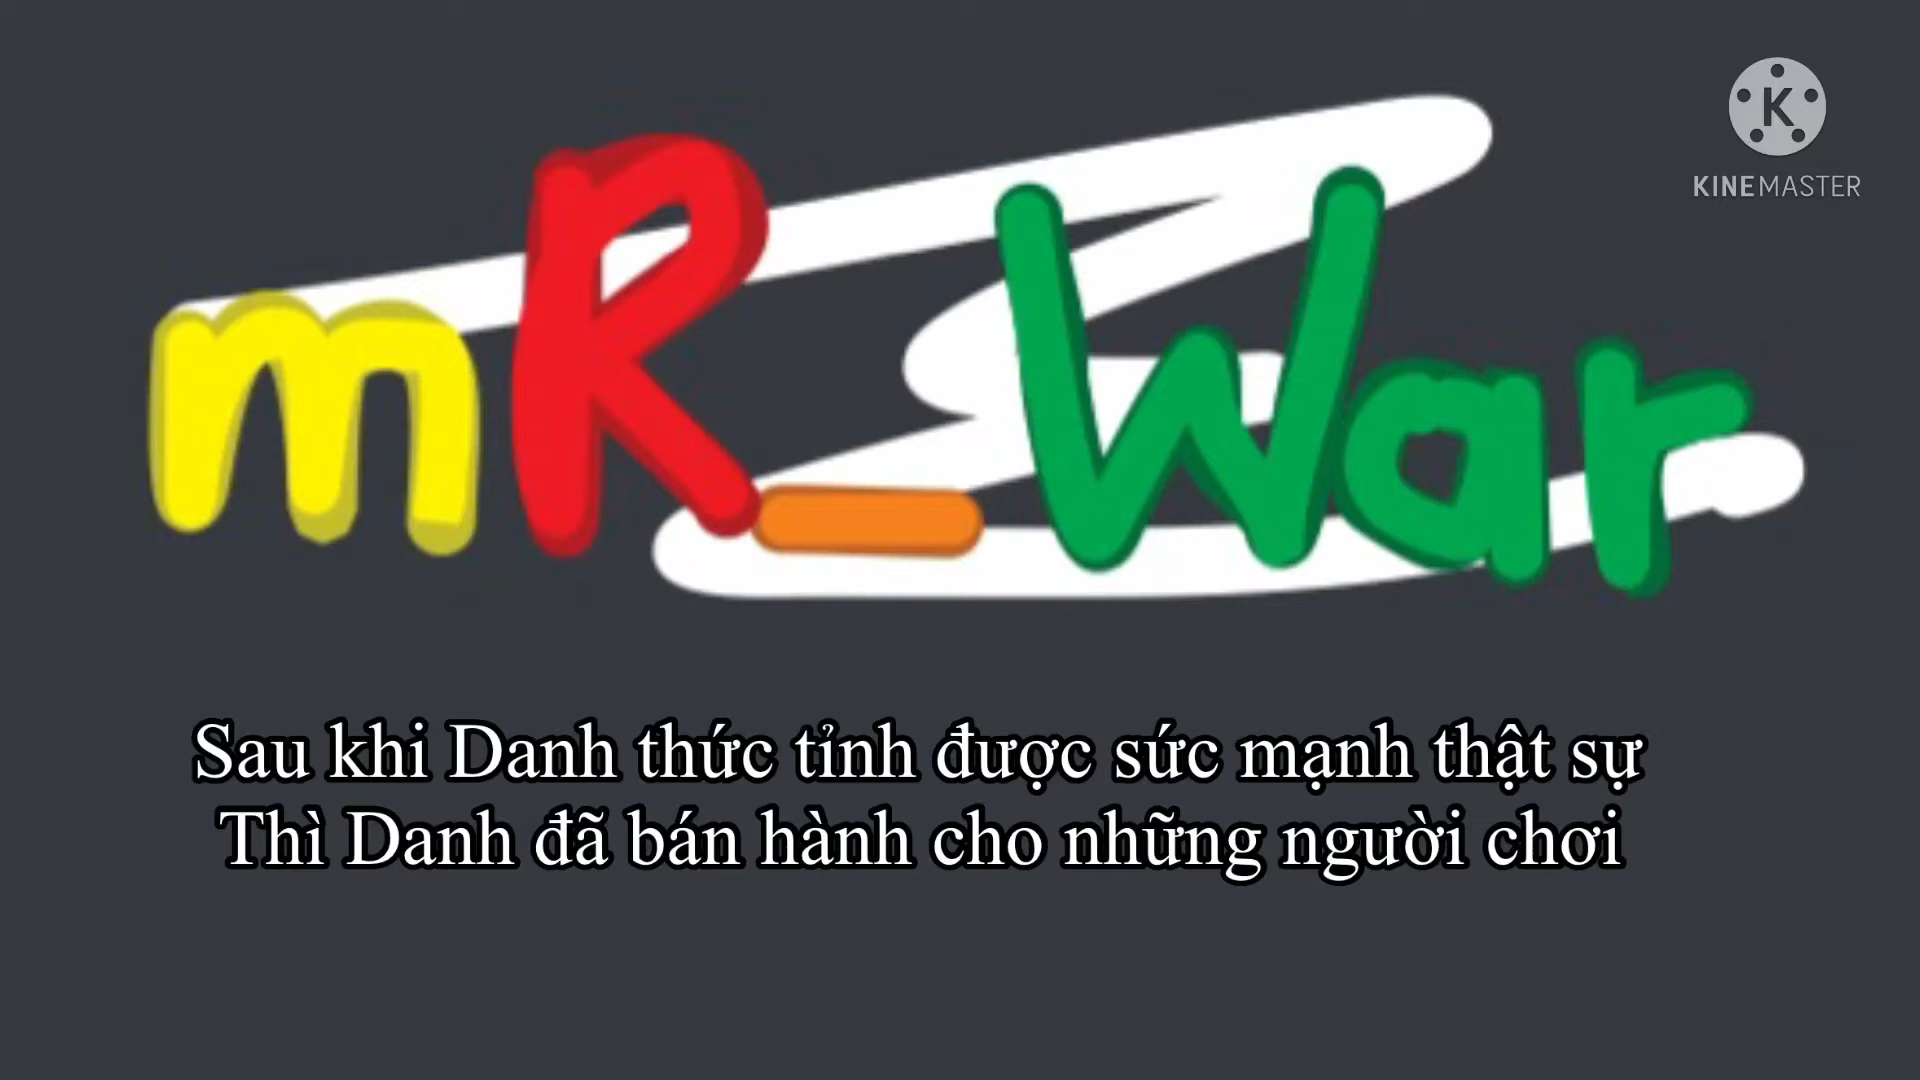 mR_War
K
KINEMASTER
Sau khi Danh thức tỉnh được sức mạnh thật sự
Thì Danh đã bán hành cho những người chơi